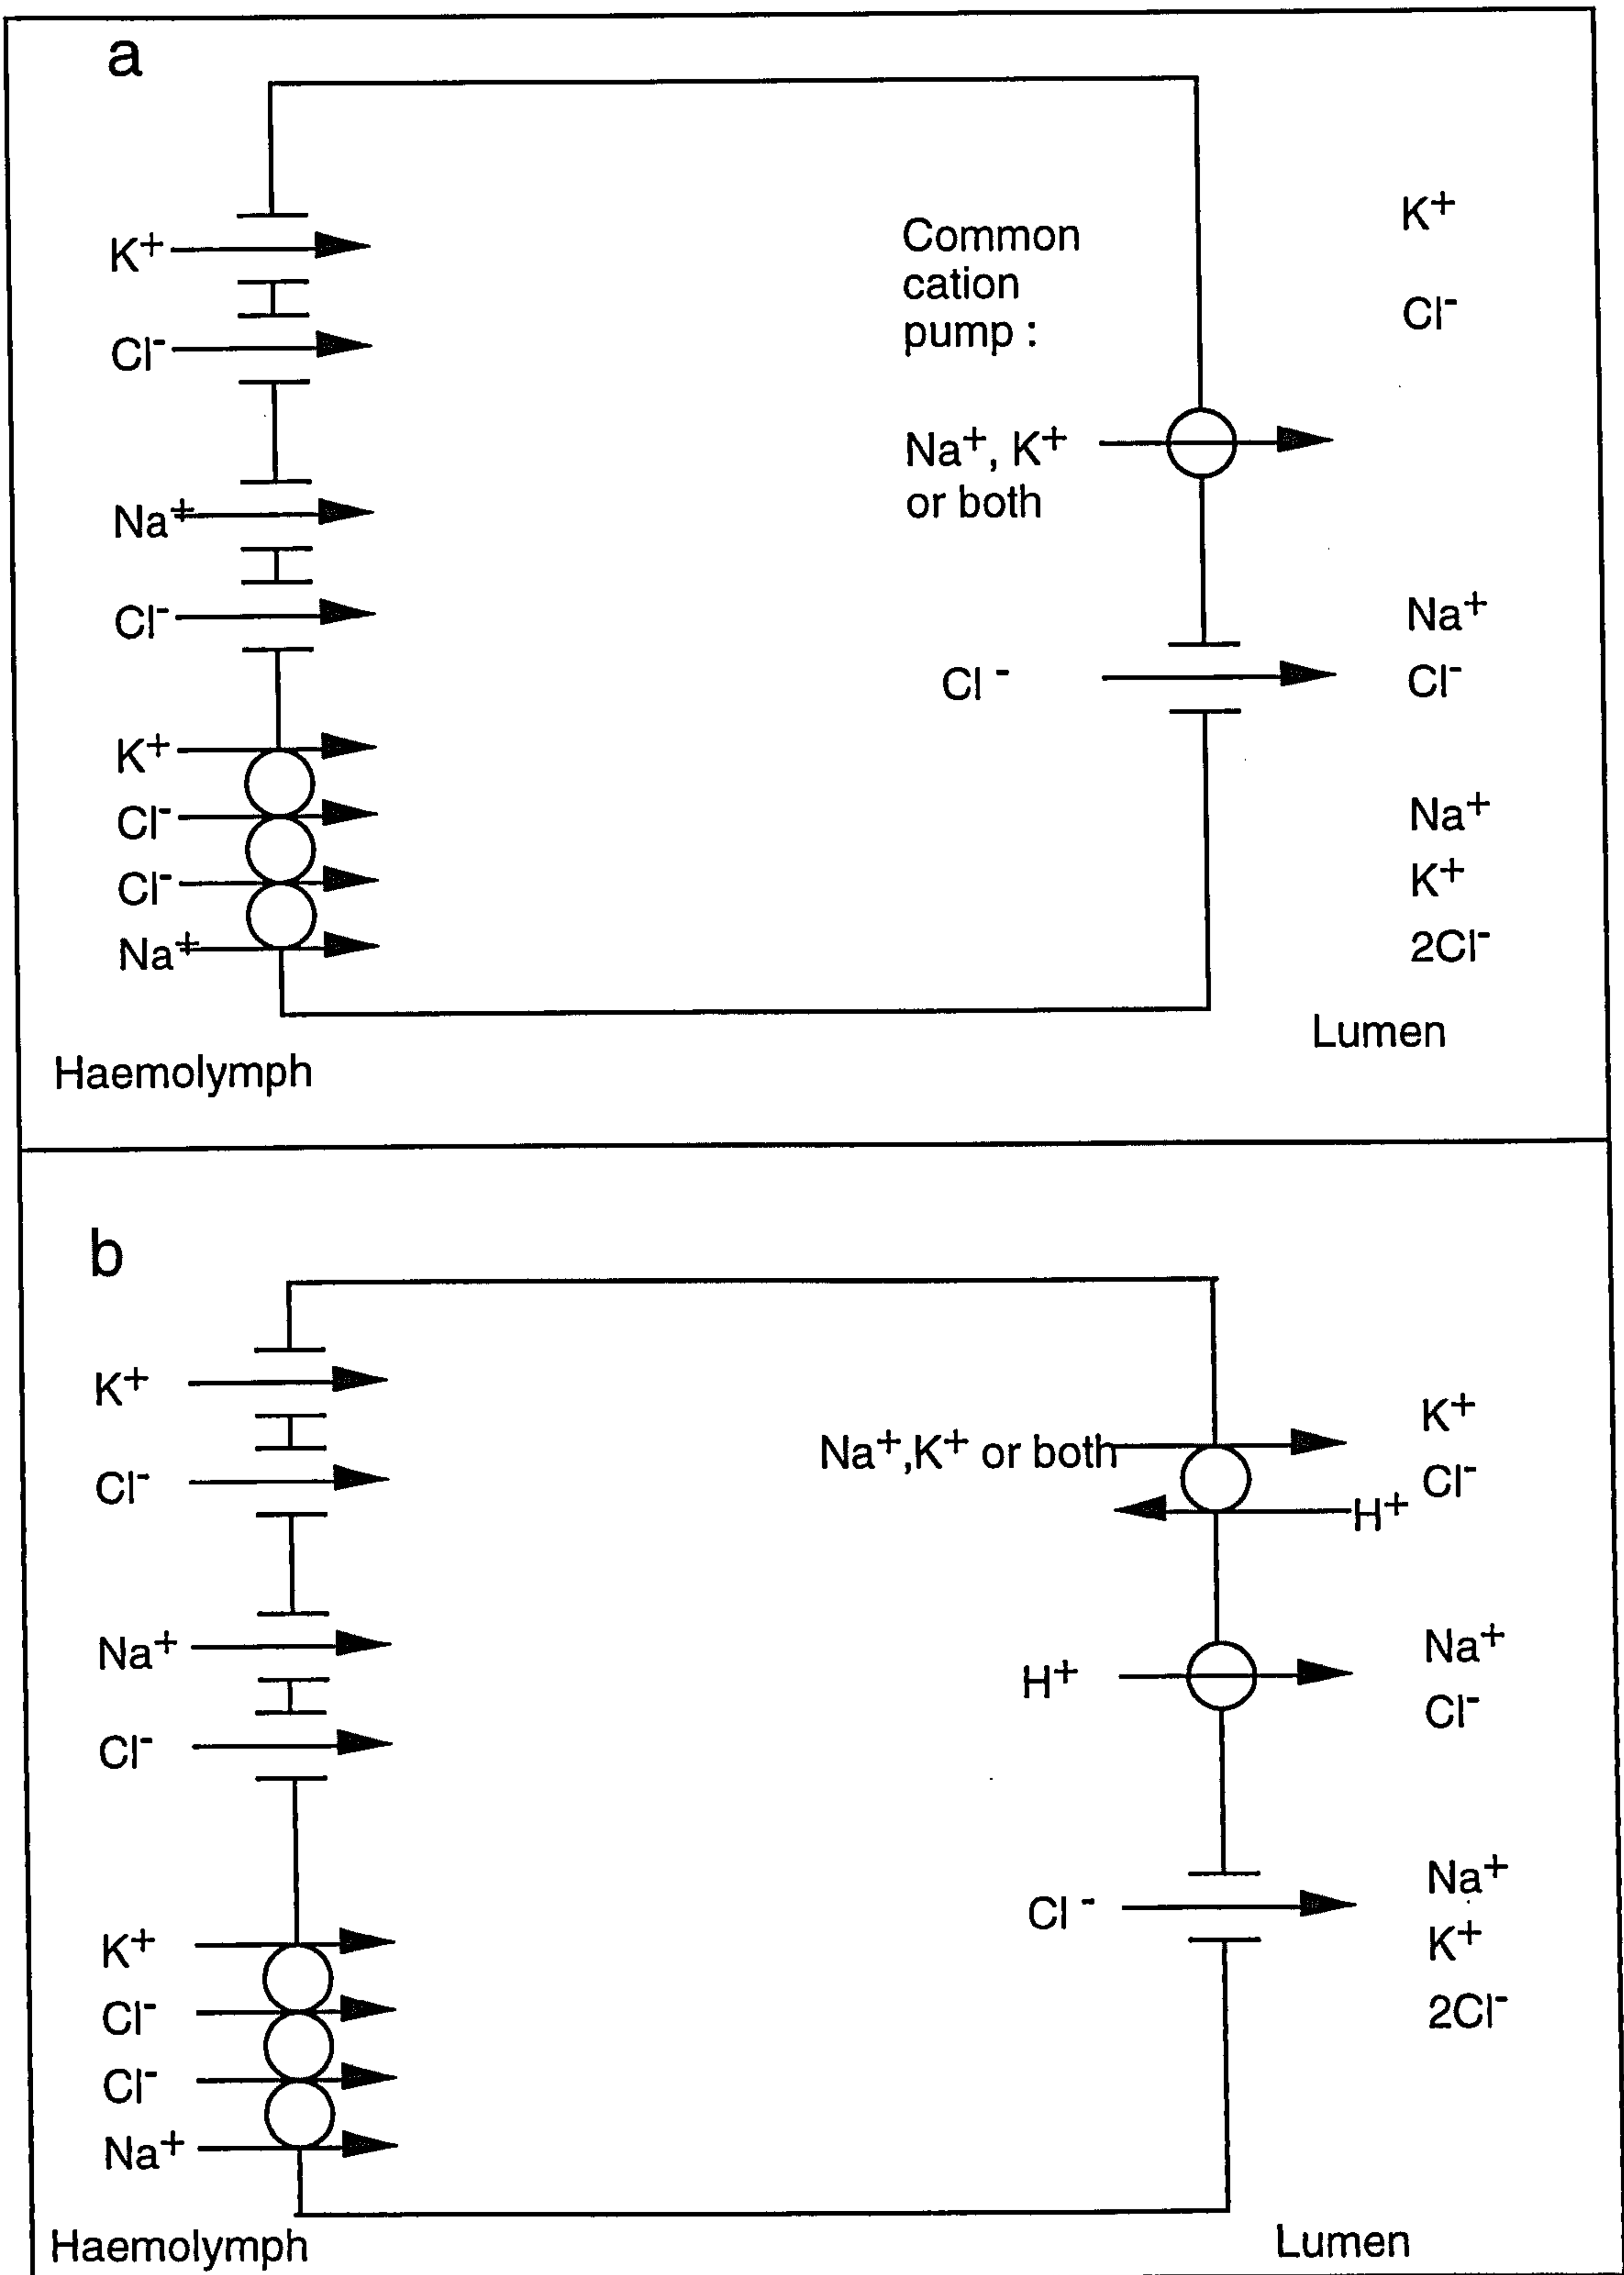 a
K⁺
Cl⁻
Na⁺
Cl⁻
K⁺
Cl⁻
Cl⁻
Na⁺
Common
cation
pump :
Na⁺, K⁺
or both
Cl ⁻
K⁺
Cl⁻
Na⁺
Cl⁻
Na⁺
K⁺
2Cl⁻
Haemolymph
Lumen
b
K⁺
Cl⁻
Na⁺
Cl⁻
K⁺
Cl⁻
Cl⁻
Na⁺
Na⁺,K⁺ or both
H⁺
H⁺
Cl ⁻
K⁺
Cl⁻
Na⁺
Cl⁻
Na⁺
K⁺
2Cl⁻
Haemolymph
Lumen